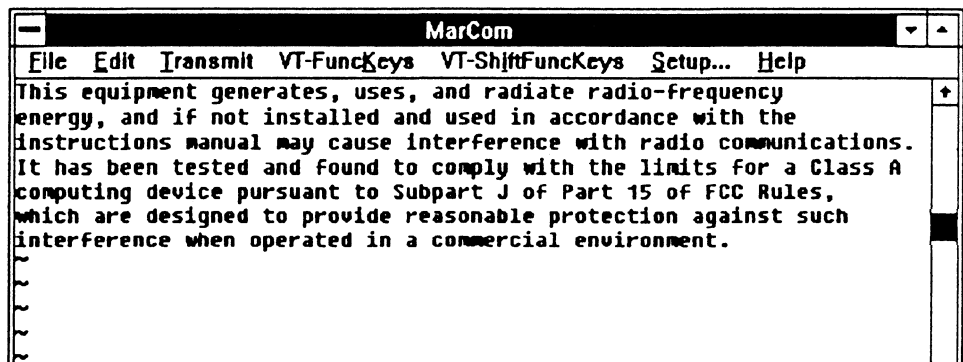 MarCom
File Edit Transmit VT-FuncKeys VT-ShiftFuncKeys Setup... Help
This equipment generates, uses, and radiate radio-frequency
energy, and if not installed and used in accordance with the
instructions manual may cause interference with radio communications.
It has been tested and found to comply with the limits for a Class A
computing device pursuant to Subpart J of Part 15 of FCC Rules,
which are designed to provide reasonable protection against such
interference when operated in a commercial environment.
~
~
~
~
~